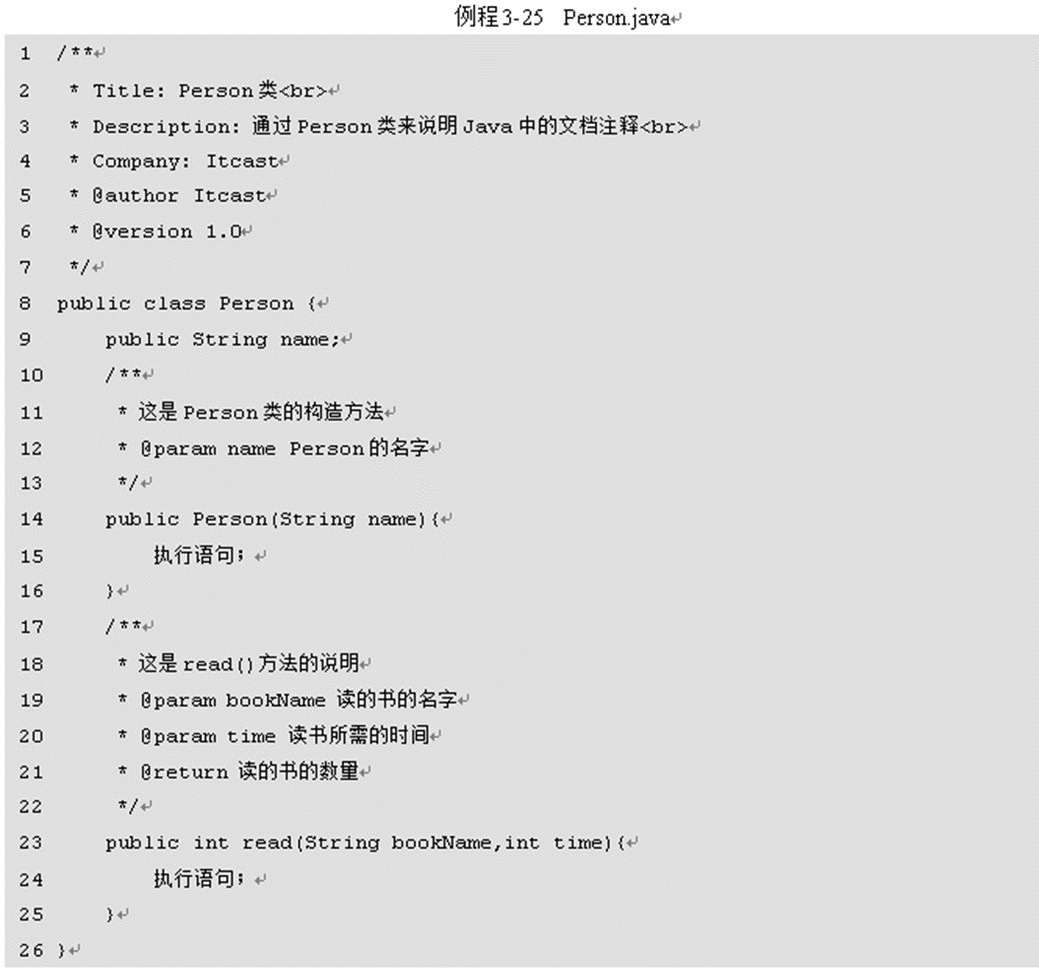 例程3-25 Person.java↵
1 /**↵
2  * Title: Person类<br>↵
3  * Description: 通过Person类来说明Java中的文档注释<br>↵
4  * Company: Itcast↵
5  * @author Itcast↵
6  * @version 1.0↵
7  */↵
8 public class Person {↵
9     public String name;↵
10     /**↵
11      * 这是Person类的构造方法↵
12      * @param name Person的名字↵
13      */↵
14     public Person(String name){↵
15         执行语句；↵
16     }↵
17     /**↵
18      * 这是read()方法的说明↵
19      * @param bookName 读的书的名字↵
20      * @param time 读书所需的时间↵
21      * @return 读的书的数量↵
22      */↵
23     public int read(String bookName,int time){↵
24         执行语句；↵
25     }↵
26 }↵